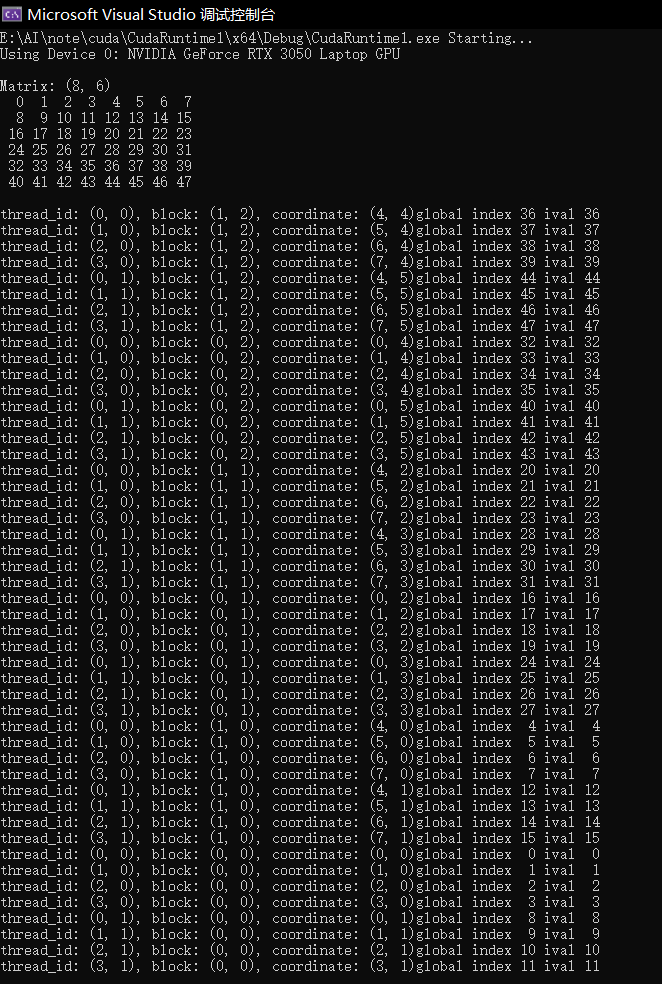 Microsoft Visual Studio 调试控制台
E:\AI\note\cuda\CudaRuntime1\x64\Debug\CudaRuntime1.exe Starting...
Using Device 0: NVIDIA GeForce RTX 3050 Laptop GPU
Matrix: (8, 6)
0 1 2 3 4 5 6 7
8 9 10 11 12 13 14 15
16 17 18 19 20 21 22 23
24 25 26 27 28 29 30 31
32 33 34 35 36 37 38 39
40 41 42 43 44 45 46 47
thread_id: (0, 0), block: (1, 2), coordinate: (4, 4)global index 36 ival 36
thread_id: (1, 0), block: (1, 2), coordinate: (5, 4)global index 37 ival 37
thread_id: (2, 0), block: (1, 2), coordinate: (6, 4)global index 38 ival 38
thread_id: (3, 0), block: (1, 2), coordinate: (7, 4)global index 39 ival 39
thread_id: (0, 1), block: (1, 2), coordinate: (4, 5)global index 44 ival 44
thread_id: (1, 1), block: (1, 2), coordinate: (5, 5)global index 45 ival 45
thread_id: (2, 1), block: (1, 2), coordinate: (6, 5)global index 46 ival 46
thread_id: (3, 1), block: (1, 2), coordinate: (7, 5)global index 47 ival 47
thread_id: (0, 0), block: (0, 2), coordinate: (0, 4)global index 32 ival 32
thread_id: (1, 0), block: (0, 2), coordinate: (1, 4)global index 33 ival 33
thread_id: (2, 0), block: (0, 2), coordinate: (2, 4)global index 34 ival 34
thread_id: (3, 0), block: (0, 2), coordinate: (3, 4)global index 35 ival 35
thread_id: (0, 1), block: (0, 2), coordinate: (0, 5)global index 40 ival 40
thread_id: (1, 1), block: (0, 2), coordinate: (1, 5)global index 41 ival 41
thread_id: (2, 1), block: (0, 2), coordinate: (2, 5)global index 42 ival 42
thread_id: (3, 1), block: (0, 2), coordinate: (3, 5)global index 43 ival 43
thread_id: (0, 0), block: (1, 1), coordinate: (4, 2)global index 20 ival 20
thread_id: (1, 0), block: (1, 1), coordinate: (5, 2)global index 21 ival 21
thread_id: (2, 0), block: (1, 1), coordinate: (6, 2)global index 22 ival 22
thread_id: (3, 0), block: (1, 1), coordinate: (7, 2)global index 23 ival 23
thread_id: (0, 1), block: (1, 1), coordinate: (4, 3)global index 28 ival 28
thread_id: (1, 1), block: (1, 1), coordinate: (5, 3)global index 29 ival 29
thread_id: (2, 1), block: (1, 1), coordinate: (6, 3)global index 30 ival 30
thread_id: (3, 1), block: (1, 1), coordinate: (7, 3)global index 31 ival 31
thread_id: (0, 0), block: (0, 1), coordinate: (0, 2)global index 16 ival 16
thread_id: (1, 0), block: (0, 1), coordinate: (1, 2)global index 17 ival 17
thread_id: (2, 0), block: (0, 1), coordinate: (2, 2)global index 18 ival 18
thread_id: (3, 0), block: (0, 1), coordinate: (3, 2)global index 19 ival 19
thread_id: (0, 1), block: (0, 1), coordinate: (0, 3)global index 24 ival 24
thread_id: (1, 1), block: (0, 1), coordinate: (1, 3)global index 25 ival 25
thread_id: (2, 1), block: (0, 1), coordinate: (2, 3)global index 26 ival 26
thread_id: (3, 1), block: (0, 1), coordinate: (3, 3)global index 27 ival 27
thread_id: (0, 0), block: (1, 0), coordinate: (4, 0)global index 4 ival 4
thread_id: (1, 0), block: (1, 0), coordinate: (5, 0)global index 5 ival 5
thread_id: (2, 0), block: (1, 0), coordinate: (6, 0)global index 6 ival 6
thread_id: (3, 0), block: (1, 0), coordinate: (7, 0)global index 7 ival 7
thread_id: (0, 1), block: (1, 0), coordinate: (4, 1)global index 12 ival 12
thread_id: (1, 1), block: (1, 0), coordinate: (5, 1)global index 13 ival 13
thread_id: (2, 1), block: (1, 0), coordinate: (6, 1)global index 14 ival 14
thread_id: (3, 1), block: (1, 0), coordinate: (7, 1)global index 15 ival 15
thread_id: (0, 0), block: (0, 0), coordinate: (0, 0)global index 0 ival 0
thread_id: (1, 0), block: (0, 0), coordinate: (1, 0)global index 1 ival 1
thread_id: (2, 0), block: (0, 0), coordinate: (2, 0)global index 2 ival 2
thread_id: (3, 0), block: (0, 0), coordinate: (3, 0)global index 3 ival 3
thread_id: (0, 1), block: (0, 0), coordinate: (0, 1)global index 8 ival 8
thread_id: (1, 1), block: (0, 0), coordinate: (1, 1)global index 9 ival 9
thread_id: (2, 1), block: (0, 0), coordinate: (2, 1)global index 10 ival 10
thread_id: (3, 1), block: (0, 0), coordinate: (3, 1)global index 11 ival 11